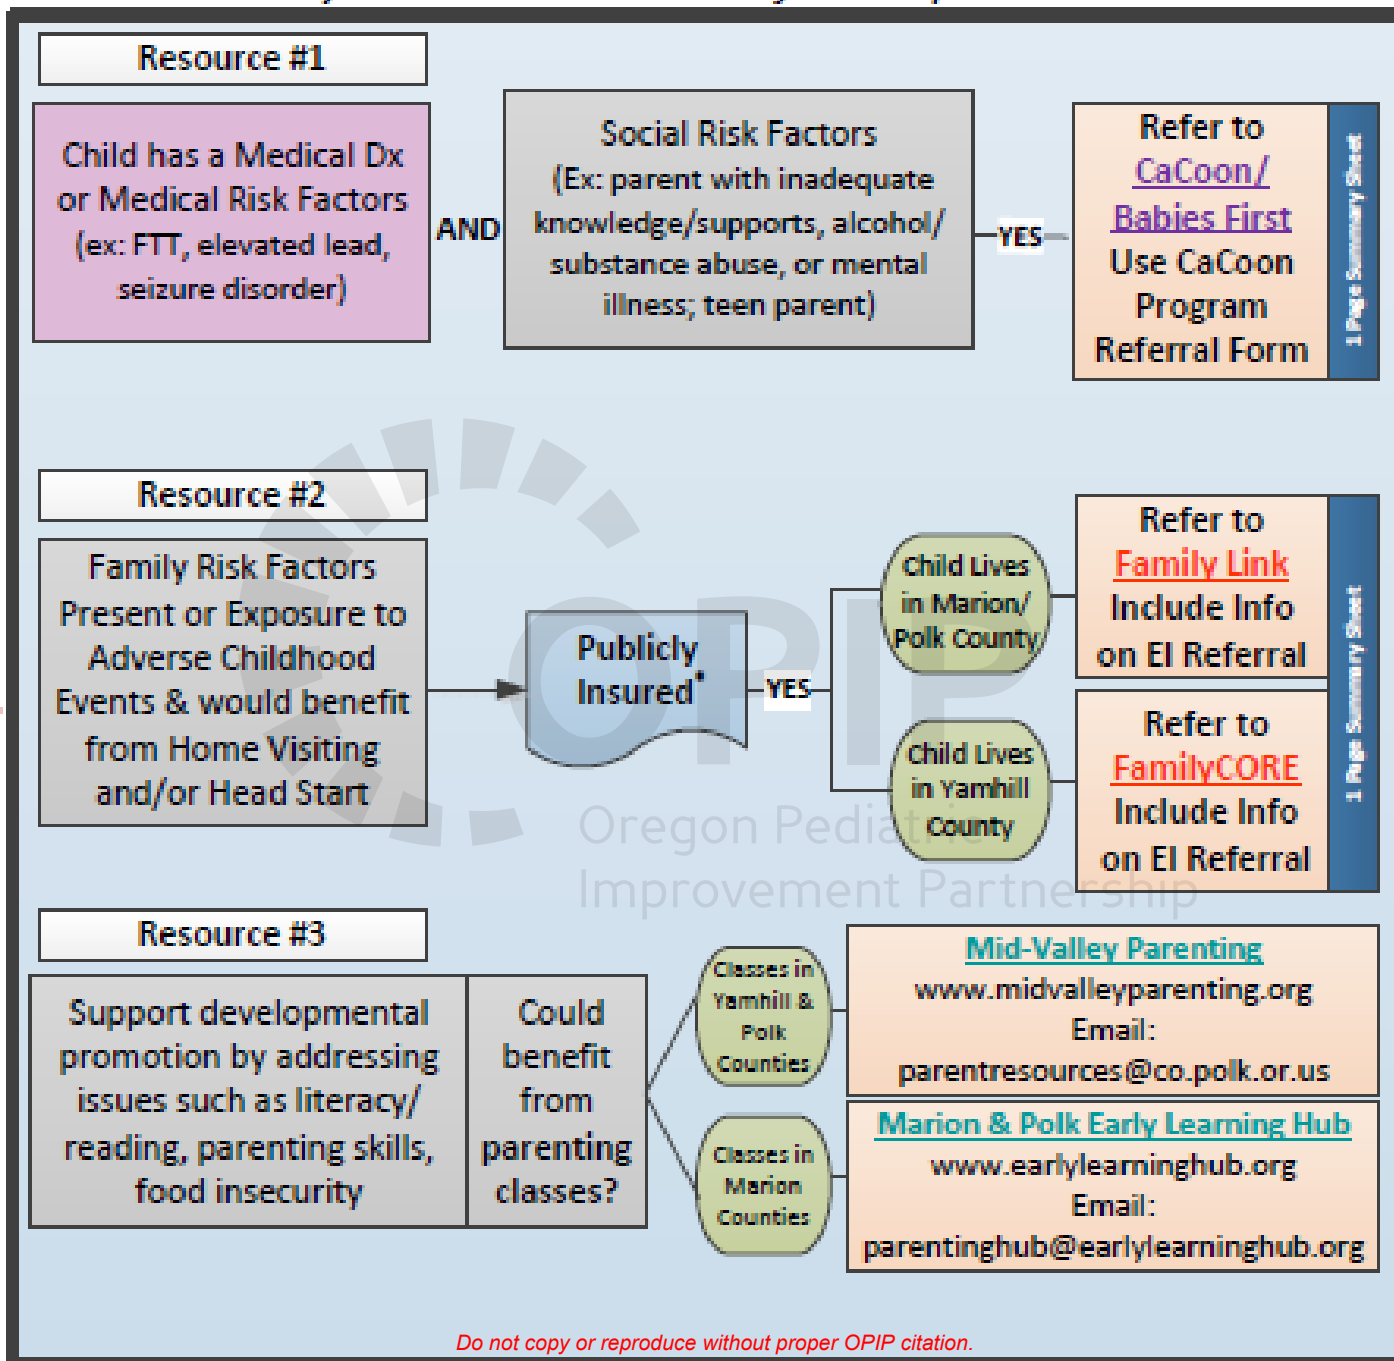 Resource #1
Child has a Medical Dx
or Medical Risk Factors
(ex: FTT, elevated lead,
seizure disorder)
AND
Social Risk Factors
(Ex: parent with inadequate
knowledge/supports, alcohol/
substance abuse, or mental
illness; teen parent)
YES
Refer to
CaCoon/
Babies First
Use CaCoon
Program
Referral Form
1 Page Summary Sheet
Resource #2
Family Risk Factors
Present or Exposure to
Adverse Childhood
Events & would benefit
from Home Visiting
and/or Head Start
Publicly
Insured*
YES
Child Lives
in Marion/
Polk County
Refer to
Family Link
Include Info
on EI Referral
Child Lives
in Yamhill
County
Refer to
FamilyCORE
Include Info
on EI Referral
1 Page Summary Sheet
OPIP
Oregon Pediatric
Improvement Partnership
Resource #3
Support developmental
promotion by addressing
issues such as literacy/
reading, parenting skills,
food insecurity
Could
benefit
from
parenting
classes?
Classes in
Yamhill &
Polk
Counties
Mid-Valley Parenting
www.midvalleyparenting.org
Email:
parentresources@co.polk.or.us
Classes in
Marion
Counties
Marion & Polk Early Learning Hub
www.earlylearninghub.org
Email:
parentinghub@earlylearninghub.org
Do not copy or reproduce without proper OPIP citation.